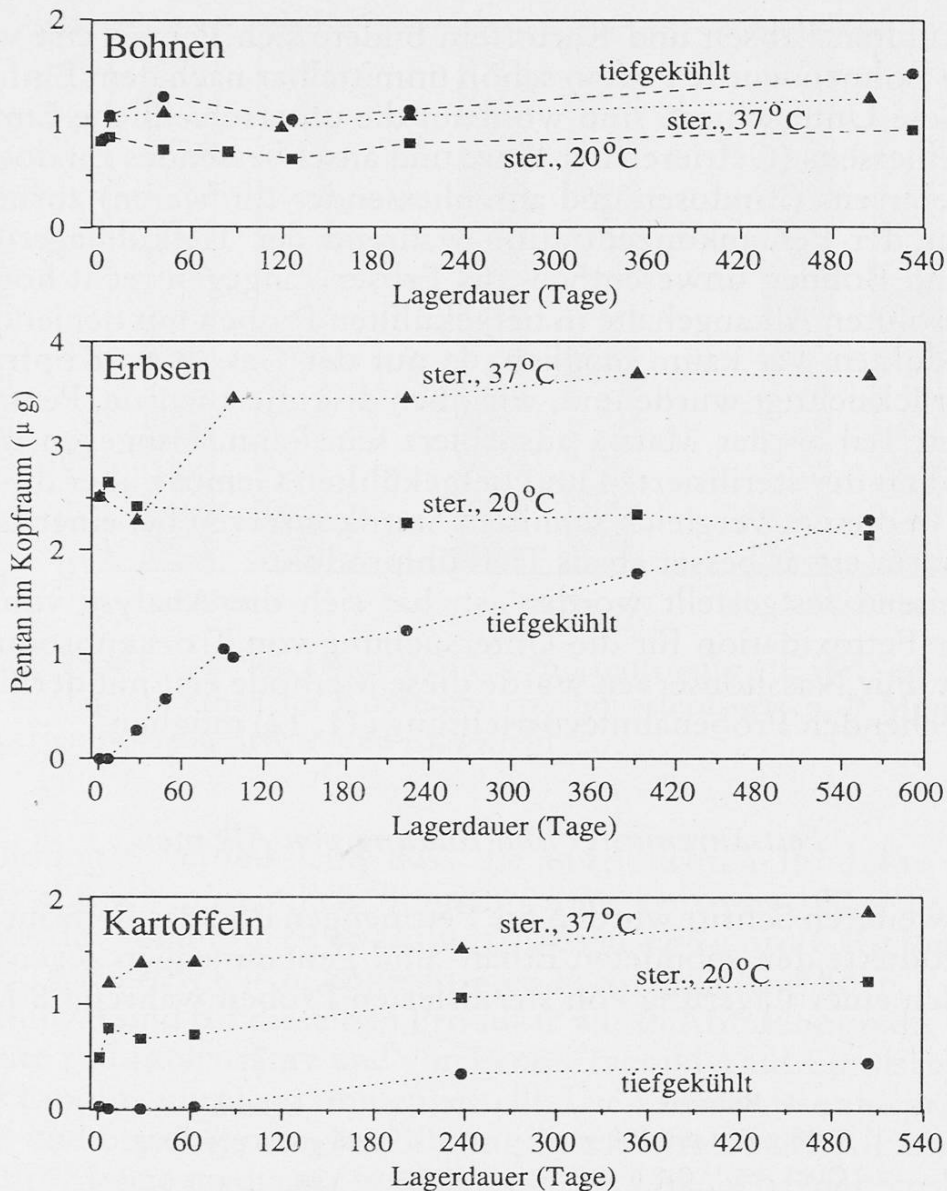 2
Bohnen
tiefgekühlt
1
ster., 37°C
ster., 20°C
0
0 60 120 180 240 300 360 420 480 540
Lagerdauer (Tage)
Pentan im Kopfraum (µ g)
4
Erbsen
ster., 37°C
3
ster., 20°C
2
tiefgekühlt
1
0
0 60 120 180 240 300 360 420 480 540 600
Lagerdauer (Tage)
2
Kartoffeln
ster., 37°C
ster., 20°C
1
tiefgekühlt
0
0 60 120 180 240 300 360 420 480 540
Lagerdauer (Tage)